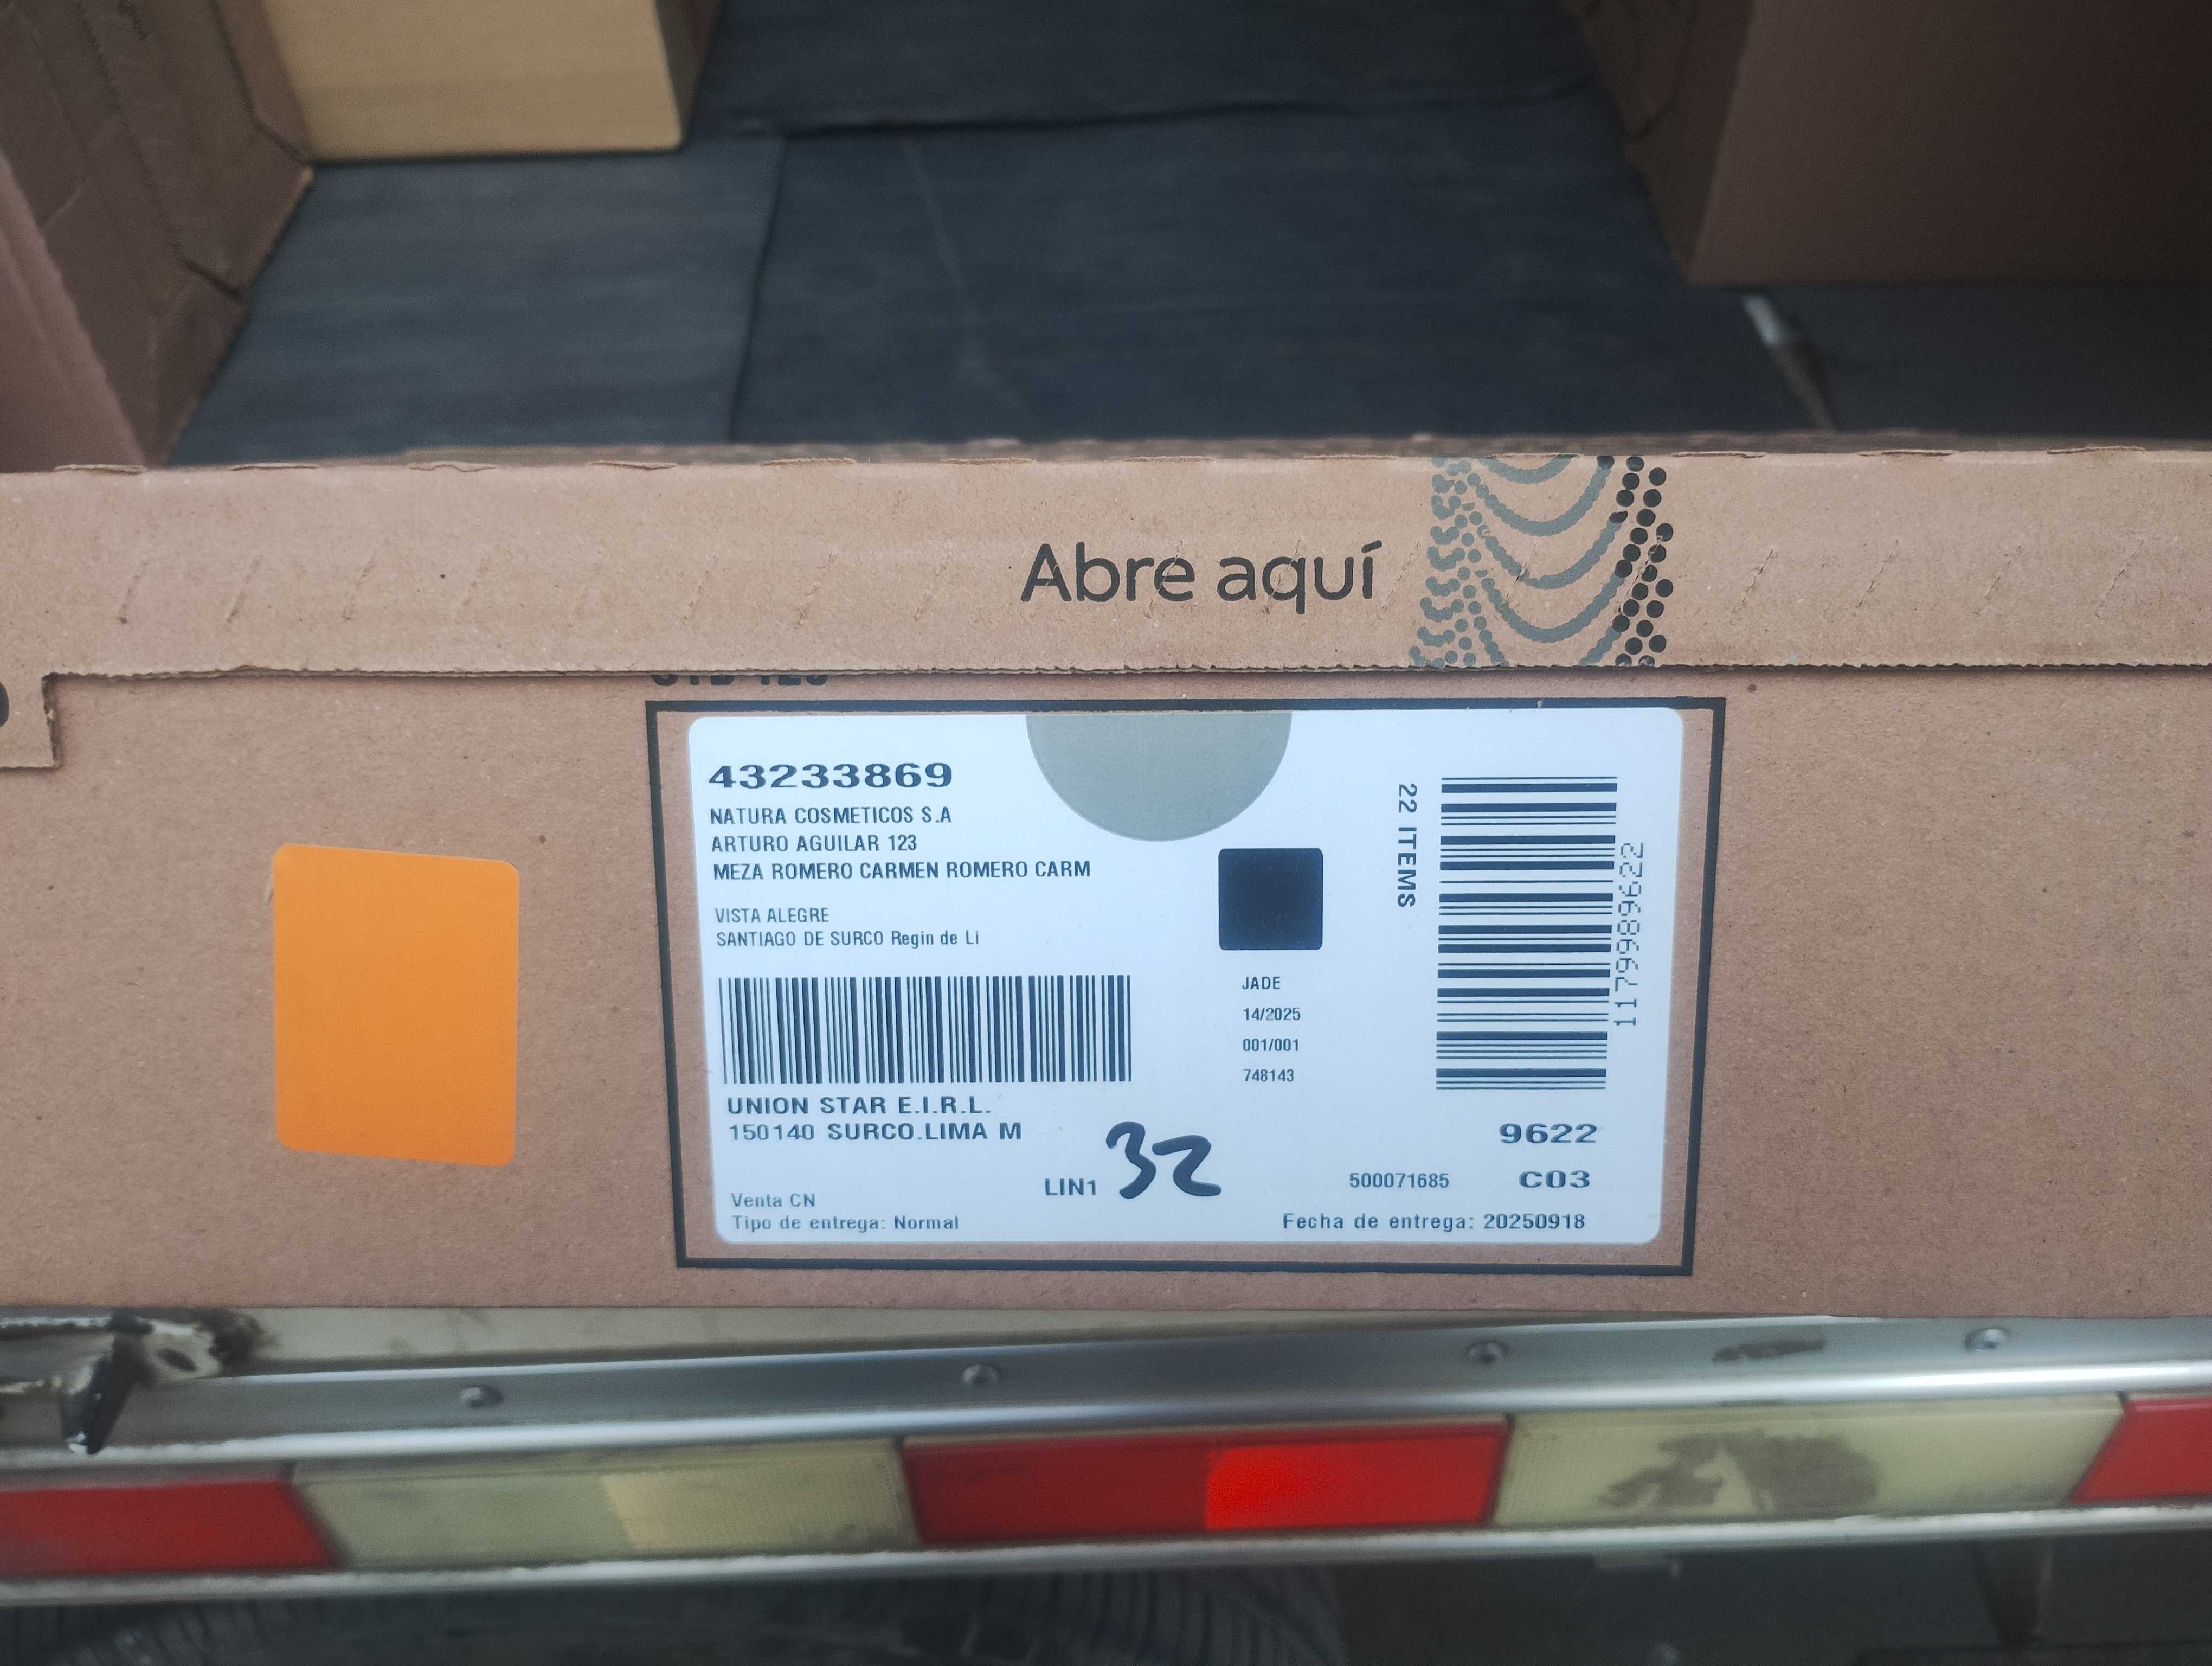 Abre aquí
43233869
NATURA COSMETICOS S.A
ARTURO AGUILAR 123
MEZA ROMERO CARMEN ROMERO CARM
VISTA ALEGRE
SANTIAGO DE SURCO Regin de Li
22 ITEMS
11799989622
JADE
14/2025
001/001
748143
UNION STAR E.I.R.L.
150140 SURCO.LIMA M
9622
LIN1 32
500071685 C03
Venta CN
Tipo de entrega: Normal
Fecha de entrega: 20250918